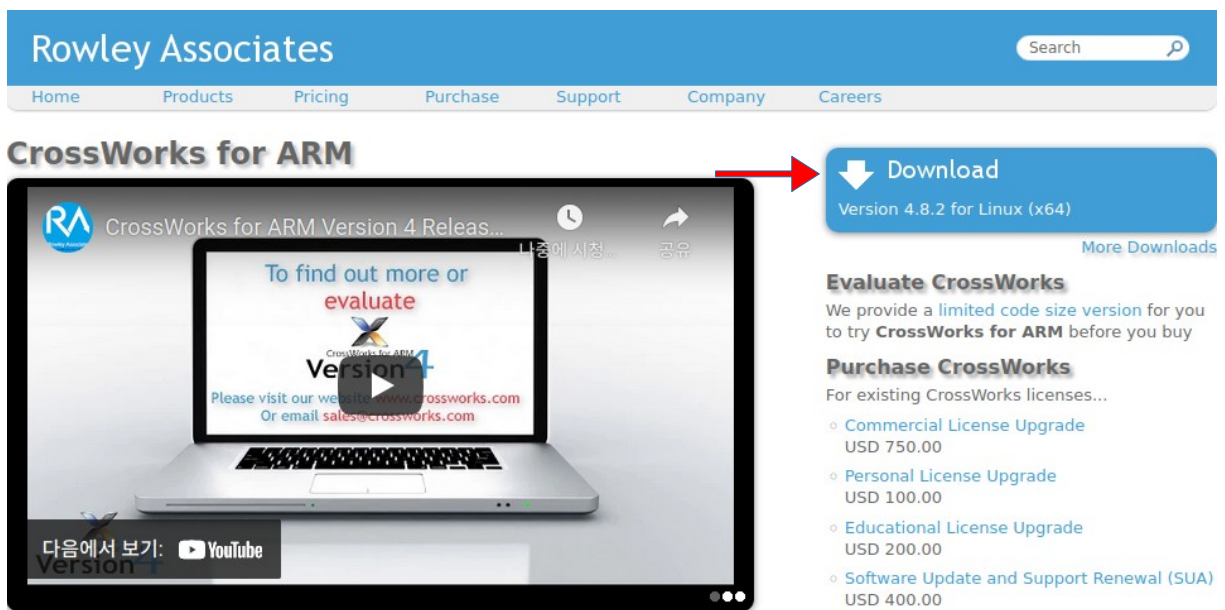 Rowley Associates
Search
Home Products Pricing Purchase Support Company Careers
CrossWorks for ARM
RA
Rowley Associates
CrossWorks for ARM Version 4 Releas...
나중에 시청...
공유
To find out more or
evaluate
CrossWorks for ARM
Version 4
Please visit our website www.crossworks.com
Or email sales@crossworks.com
다음에서 보기: YouTube
Version 4
Download
Version 4.8.2 for Linux (x64)
More Downloads
Evaluate CrossWorks
We provide a limited code size version for you
to try CrossWorks for ARM before you buy
Purchase CrossWorks
For existing CrossWorks licenses...
Commercial License Upgrade
USD 750.00
Personal License Upgrade
USD 100.00
Educational License Upgrade
USD 200.00
Software Update and Support Renewal (SUA)
USD 400.00